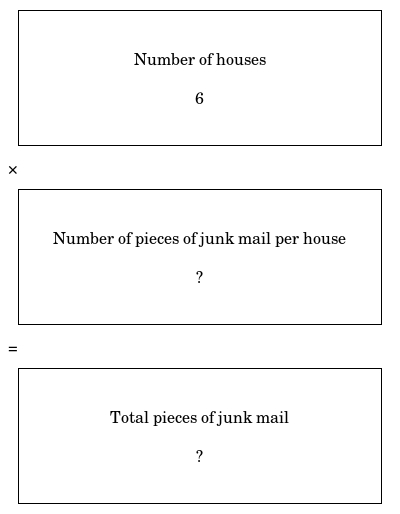 Number of houses
6
×
Number of pieces of junk mail per house
?
=
Total pieces of junk mail
?